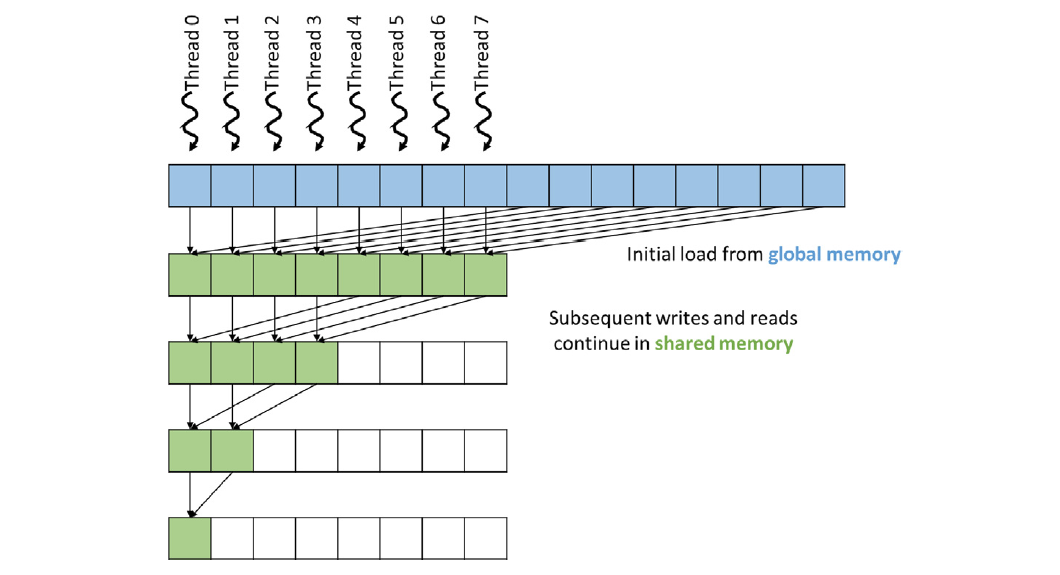 Thread 0
Thread 1
Thread 2
Thread 3
Thread 4
Thread 5
Thread 6
Thread 7
Initial load from global memory
Subsequent writes and reads
continue in shared memory